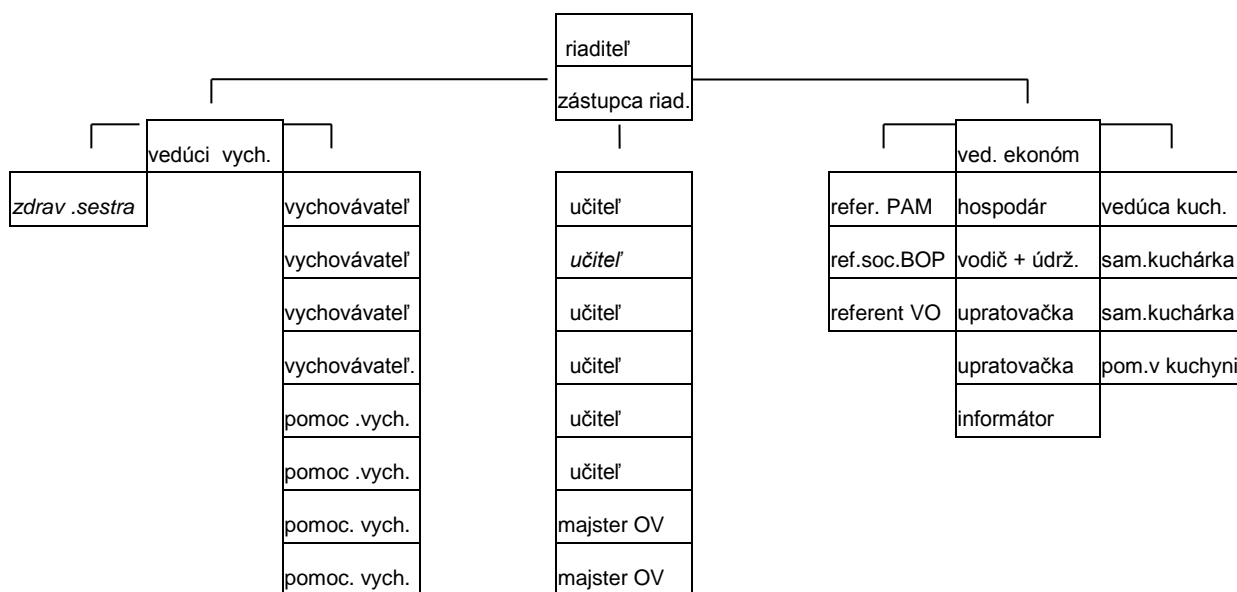 riaditeľ
zástupca riad.
vedúci vych. ved. ekonóm
zdrav .sestra vychovávateľ učiteľ refer. PAM hospodár vedúca kuch.
vychovávateľ učiteľ ref.soc.BOP vodič + údrž. sam.kuchárka
vychovávateľ učiteľ referent VO upratovačka sam.kuchárka
vychovávateľ. učiteľ upratovačka pom.v kuchyni
pomoc .vych. učiteľ informátor
pomoc .vych. učiteľ
pomoc. vych. majster OV
pomoc. vych. majster OV